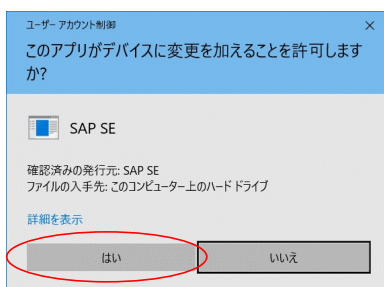 ユーザー アカウント制御
このアプリがデバイスに変更を加えることを許可します
か?
SAP SE
確認済みの発行元: SAP SE
ファイルの入手先: このコンピューター上のハード ドライブ
詳細を表示
はい
いいえ